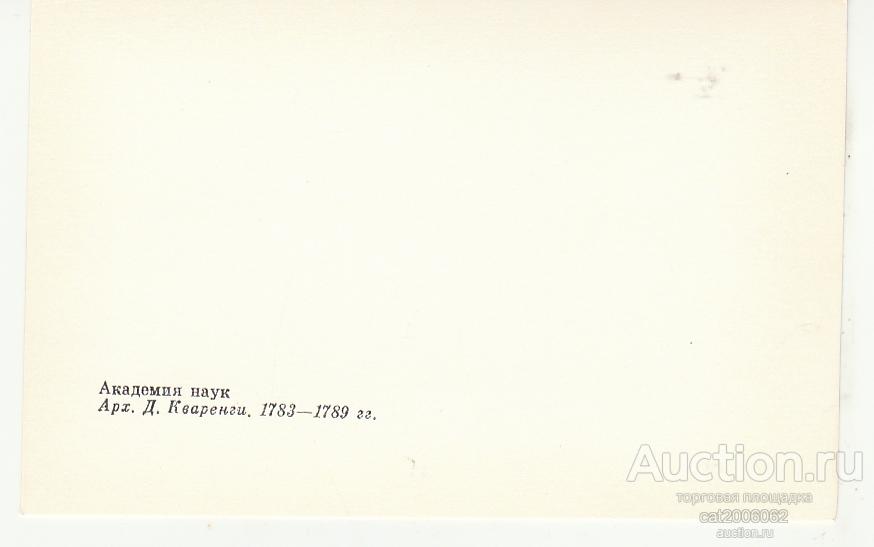 Академия наук
Арх. Д. Кваренги. 1783—1789 гг.
Auction.ru
торговая площадка
cat2006062
auction.ru